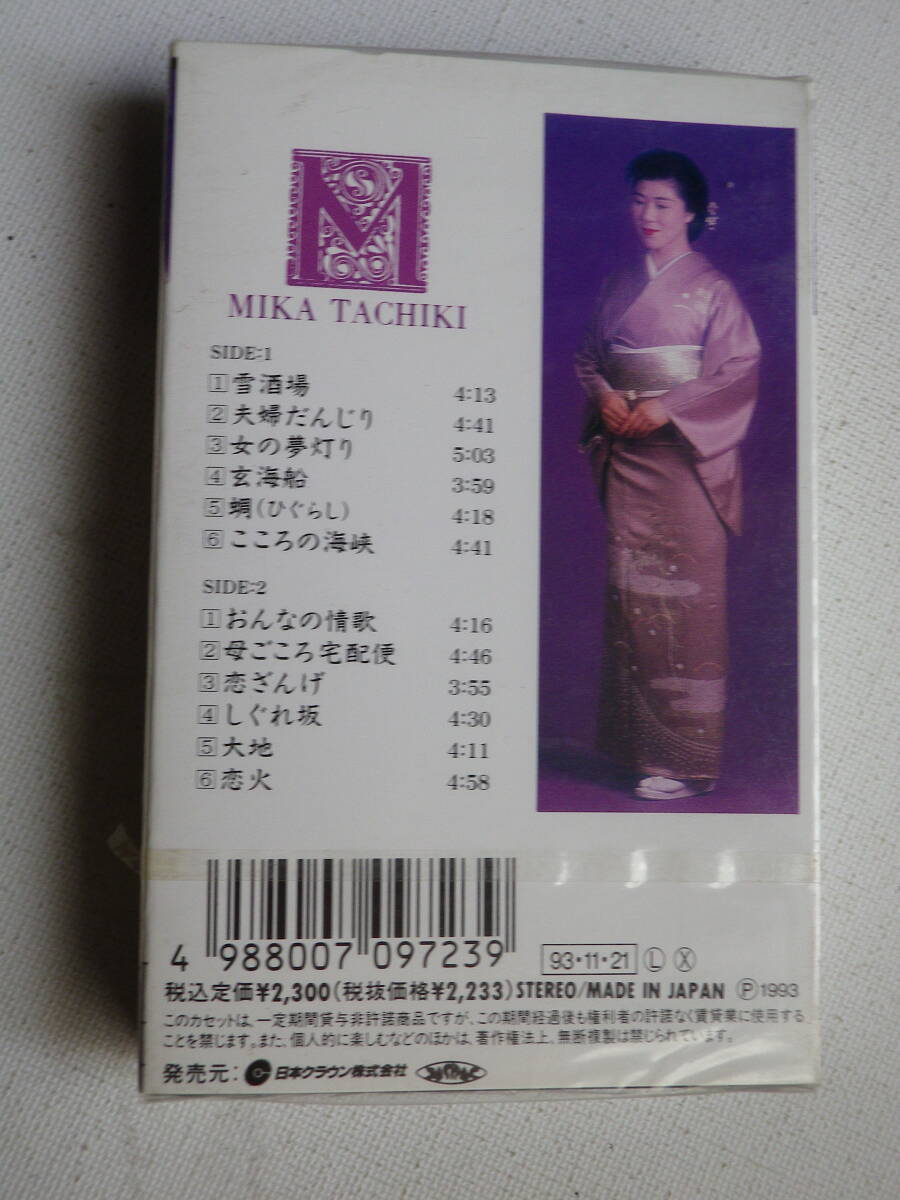 M
MIKA TACHIKI
SIDE:1
1 雪酒場 4:13
2 夫婦だんじり 4:41
3 女の夢灯り 5:03
4 玄海船 3:59
5 蜩(ひぐらし) 4:18
6 こころの海峡 4:41
SIDE:2
1 おんなの情歌 4:16
2 母ごころ宅配便 4:46
3 恋ざんげ 3:55
4 しぐれ坂 4:30
5 大地 4:11
6 恋火 4:58
4 988007 097239 93・11・21 Ⓛ Ⓧ
税込定価¥2,300(税抜価格¥2,233) STEREO/MADE IN JAPAN Ⓟ1993
このカセットは、一定期間貸与非許諾商品ですが、この期間経過後も権利者の許諾なく賃貸業に使用する
ことを禁じます。また、個人的に楽しむなどのほかは、著作権法上、無断複製は禁じられています。
発売元: 日本クラウン株式会社 JASRAC